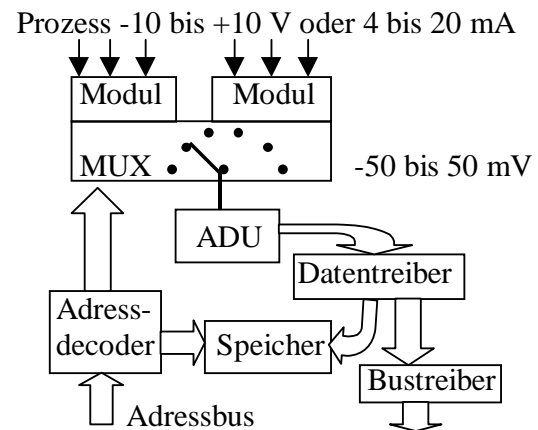 Prozess -10 bis +10 V oder 4 bis 20 mA
Modul
Modul
MUX
-50 bis 50 mV
ADU
Datentreiber
Adress-
decoder
Speicher
Bustreiber
Adressbus